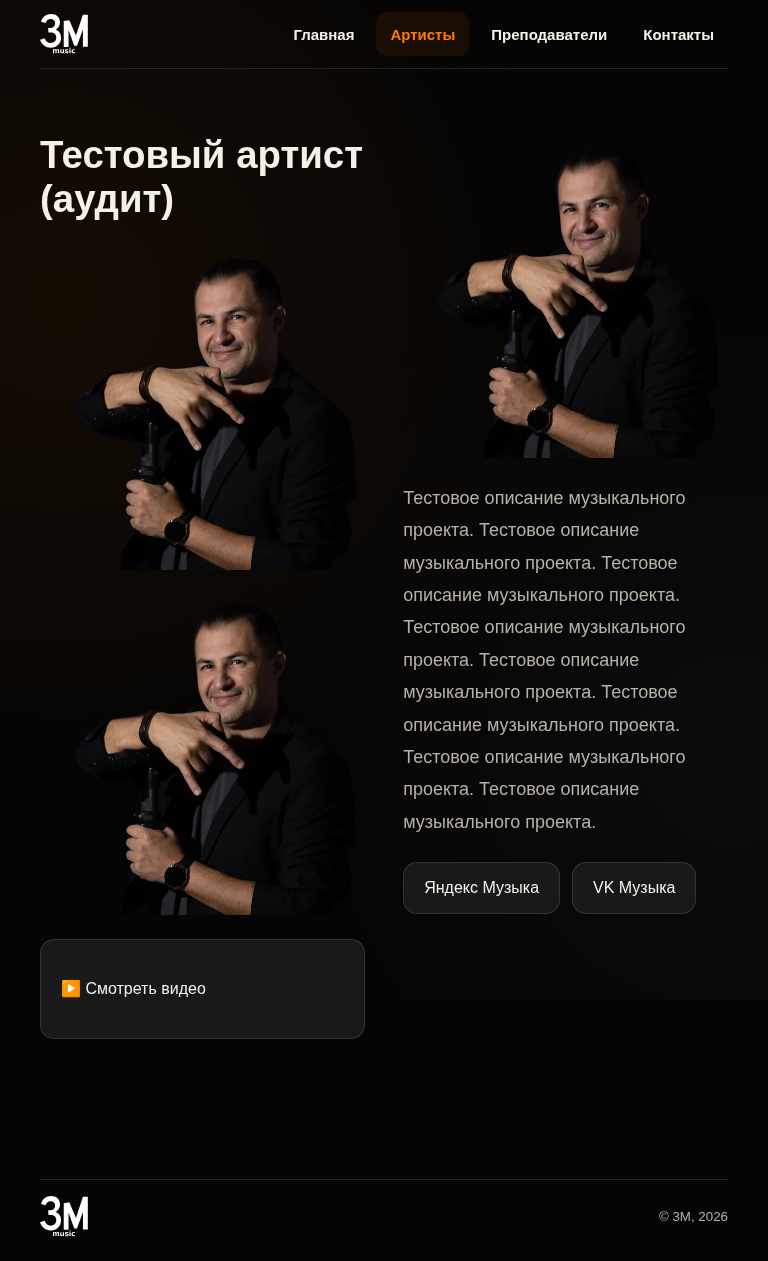 3M
music
Главная
Артисты
Преподаватели
Контакты
Тестовый артист
(аудит)
Тестовое описание музыкального
проекта. Тестовое описание
музыкального проекта. Тестовое
описание музыкального проекта.
Тестовое описание музыкального
проекта. Тестовое описание
музыкального проекта. Тестовое
описание музыкального проекта.
Тестовое описание музыкального
проекта. Тестовое описание
музыкального проекта.
Яндекс Музыка
VK Музыка
▶️ Смотреть видео
3M
music
© 3М, 2026